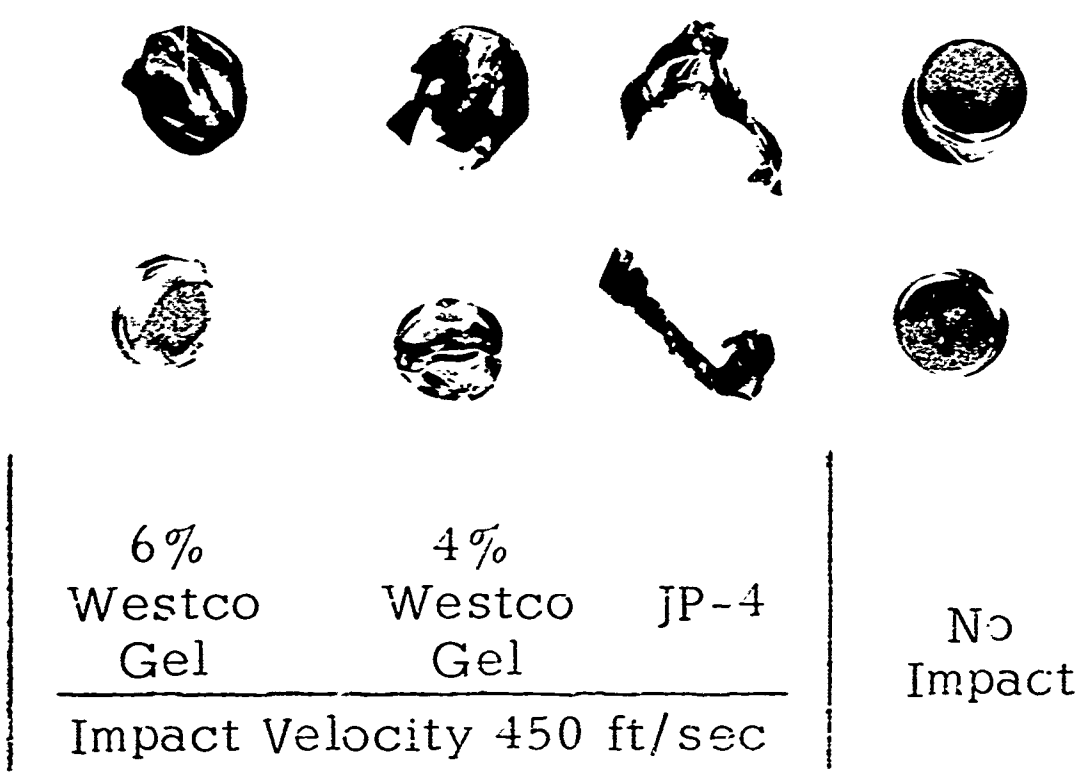 6%
Westco
Gel
4%
Westco
Gel
JP-4
Impact Velocity 450 ft/sec
No
Impact